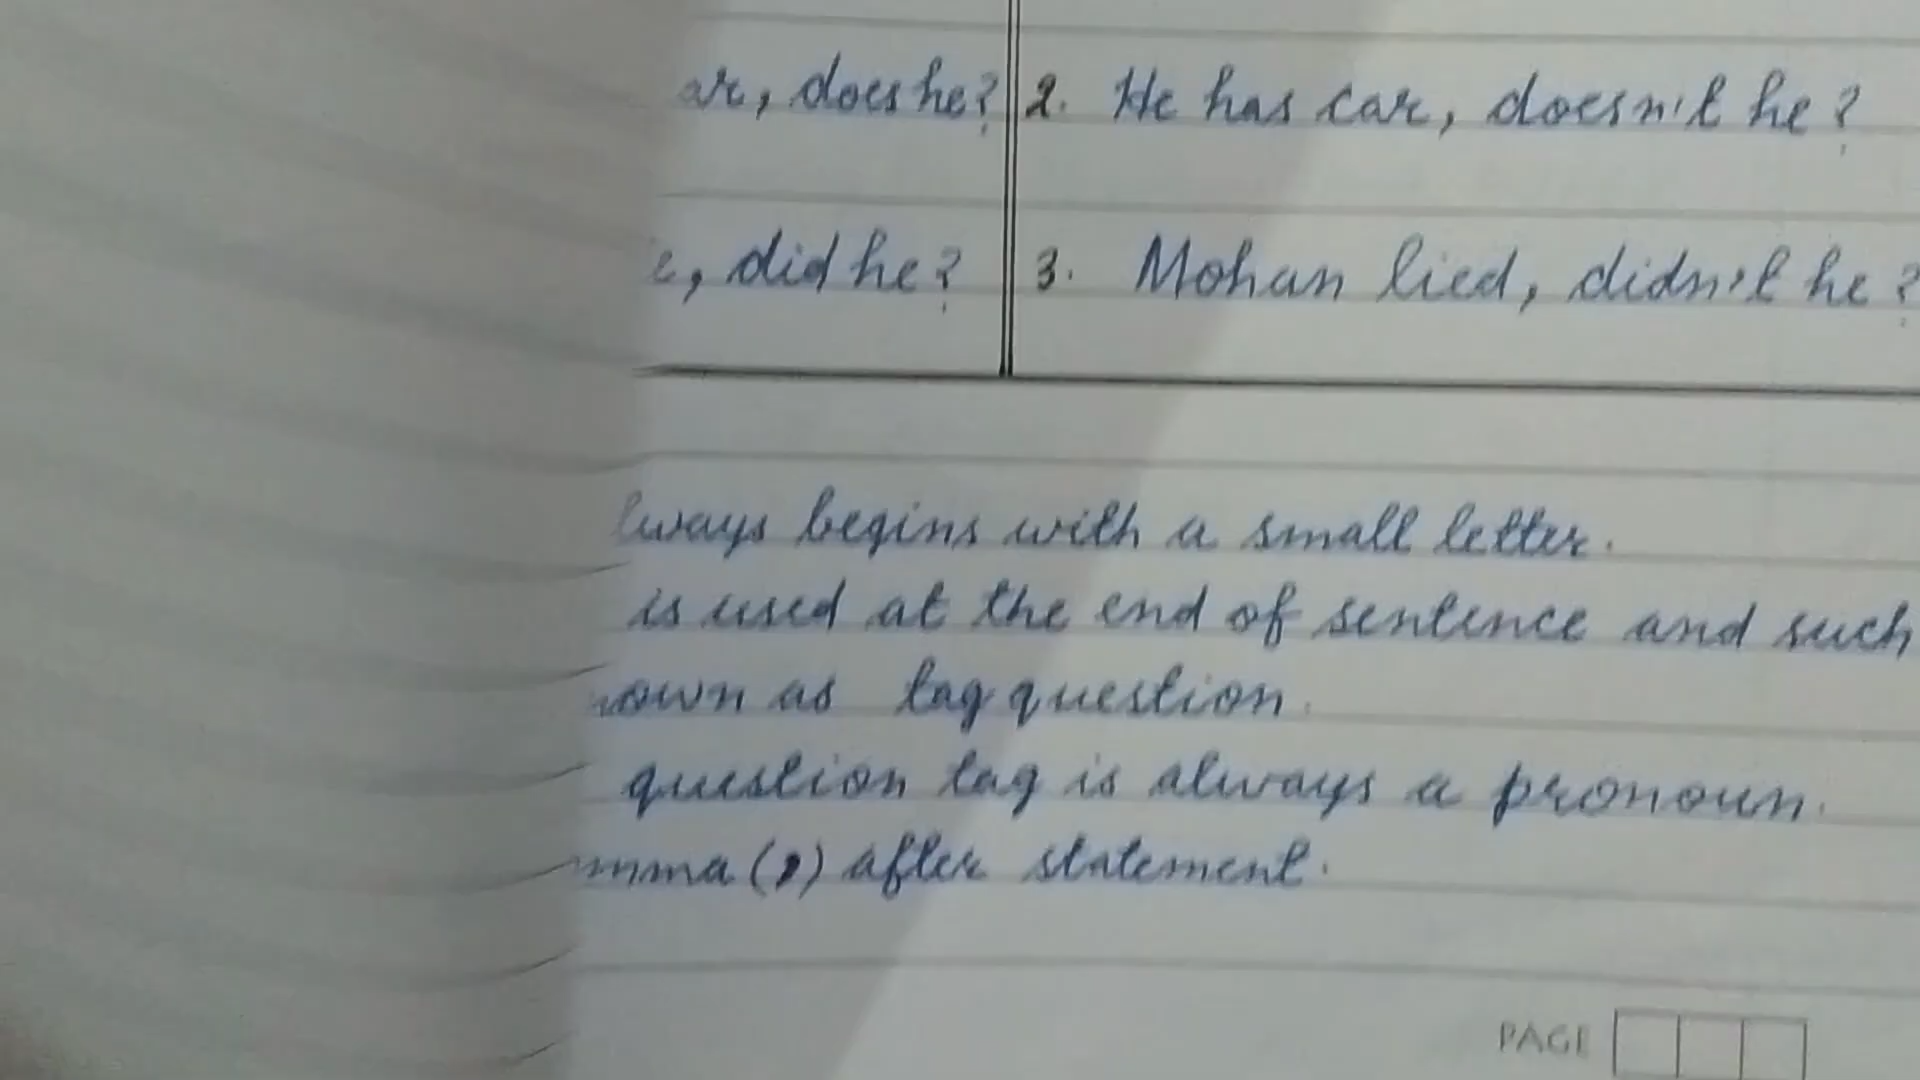 ar, does he? 2. He has car, doesn't he?
e, did he? 3. Mohan lied, didn't he?
lways begins with a small letter.
is used at the end of sentence and such
nown as tag question.
question tag is always a pronoun.
mma (,) after statement.
PAGE